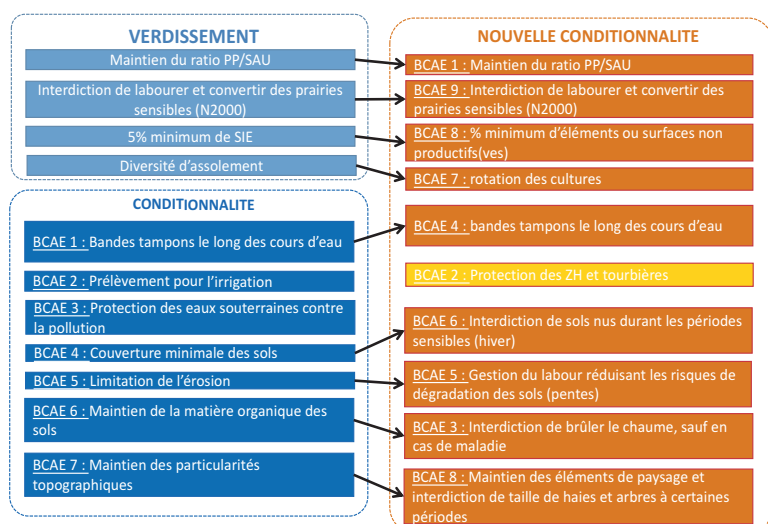 VERDISSEMENT
Maintien du ratio PP/SAU
Interdiction de labourer et convertir des
prairies sensibles (N2000)
5% minimum de SIE
Diversité d'assolement
CONDITIONNALITE
BCAE 1 : Bandes tampons le long des cours d'eau
BCAE 2 : Prélèvement pour l'irrigation
BCAE 3 : Protection des eaux souterraines contre
la pollution
BCAE 4 : Couverture minimale des sols
BCAE 5 : Limitation de l'érosion
BCAE 6 : Maintien de la matière organique des
sols
BCAE 7 : Maintien des particularités
topographiques
NOUVELLE CONDITIONNALITE
BCAE 1 : Maintien du ratio PP/SAU
BCAE 9 : Interdiction de labourer et convertir des
prairies sensibles (N2000)
BCAE 8 : % minimum d'éléments ou surfaces non
productifs(ves)
BCAE 7 : rotation des cultures
BCAE 4 : bandes tampons le long des cours d'eau
BCAE 2 : Protection des ZH et tourbières
BCAE 6 : Interdiction de sols nus durant les périodes
sensibles (hiver)
BCAE 5 : Gestion du labour réduisant les risques de
dégradation des sols (pentes)
BCAE 3 : Interdiction de brûler le chaume, sauf en
cas de maladie
BCAE 8 : Maintien des éléments de paysage et
interdiction de taille de haies et arbres à certaines
périodes